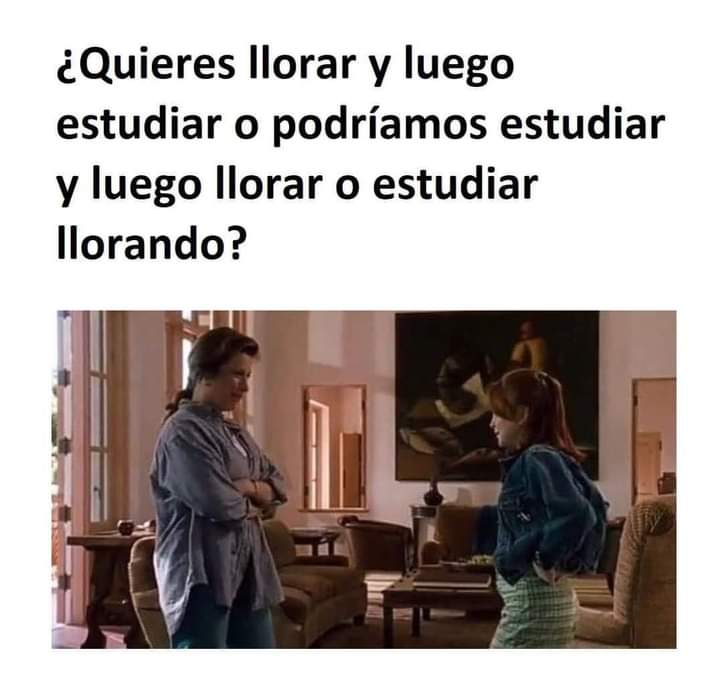 ¿Quieres llorar y luego
estudiar o podríamos estudiar
y luego llorar o estudiar
llorando?